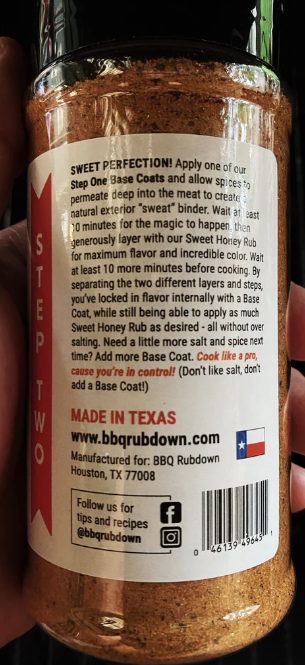 SWEET PERFECTION! Apply one of our
Step One Base Coats and allow spices to
permeate deep into the meat to create a
natural exterior "sweat" binder. Wait at least
10 minutes for the magic to happen, then
generously layer with our Sweet Honey Rub
for maximum flavor and incredible color. Wait
at least 10 more minutes before cooking. By
separating the two different layers and steps,
you've locked in flavor internally with a Base
Coat, while still being able to apply as much
Sweet Honey Rub as desired - all without over
salting. Need a little more salt and spice next
time? Add more Base Coat. Cook like a pro,
cause you're in control! (Don't like salt, don't
add a Base Coat!)
STEP TWO
MADE IN TEXAS
www.bbqrubdown.com
Manufactured for: BBQ Rubdown
Houston, TX 77008
Follow us for
tips and recipes
@bbqrubdown
0 46139 49645 1